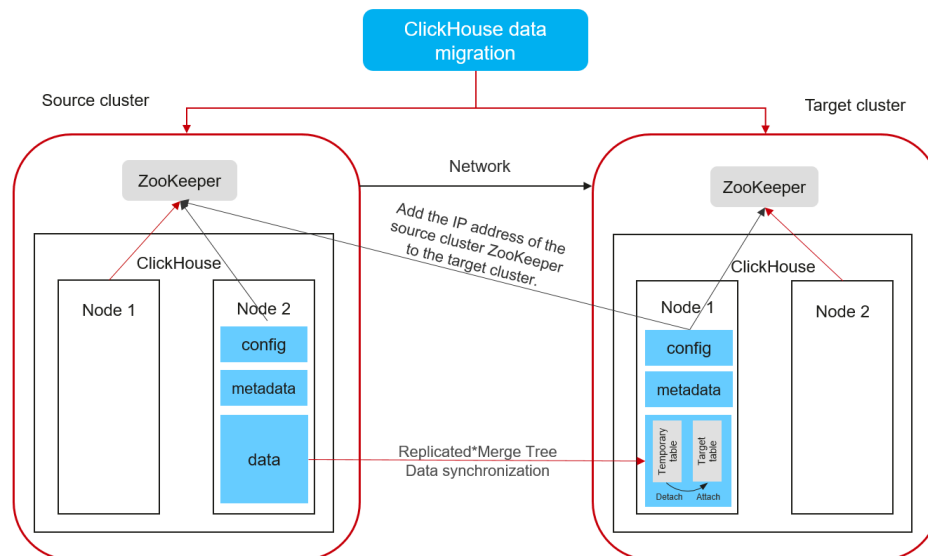 ClickHouse data
migration
Source cluster
Target cluster
ZooKeeper
Network
ZooKeeper
Add the IP address of the
source cluster ZooKeeper
to the target cluster.
ClickHouse
ClickHouse
Node 1
Node 2
Node 1
Node 2
config
metadata
data
config
metadata
Replicated*Merge Tree
Data synchronization
Temporary
table
Target
table
Detach
Attach